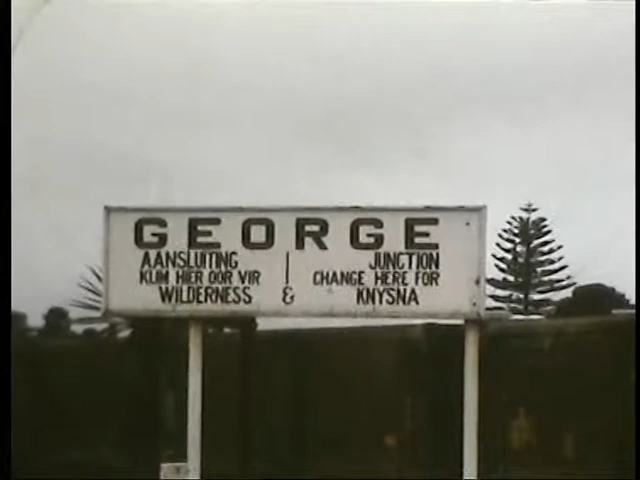 GEORGE
AANSLUITING | JUNCTION
KLIM HIER OOR VIR CHANGE HERE FOR
WILDERNESS & KNYSNA